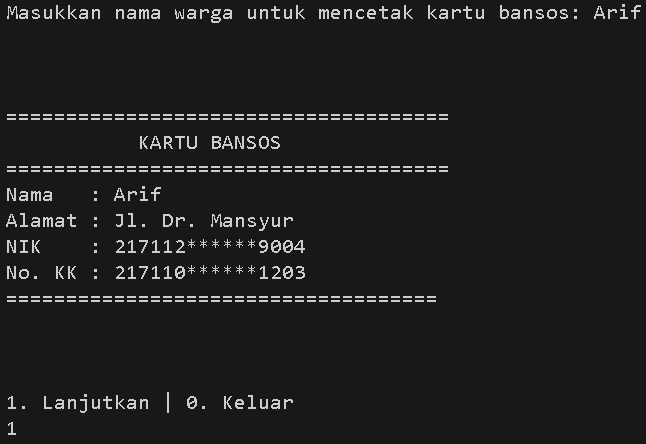 Masukkan nama warga untuk mencetak kartu bansos: Arif
=====================================
KARTU BANSOS
=====================================
Nama   : Arif
Alamat : Jl. Dr. Mansyur
NIK    : 217112******9004
No. KK : 217110******1203
====================================
1. Lanjutkan | 0. Keluar
1